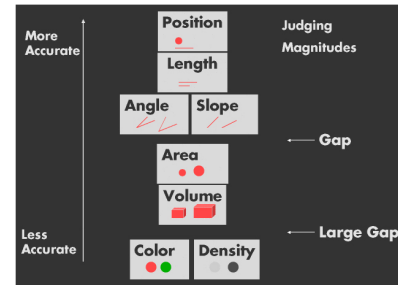 Position
Judging
Magnitudes
More
Accurate
Length
Angle
Slope
Gap
Area
Volume
Less
Accurate
Large Gap
Color
Density